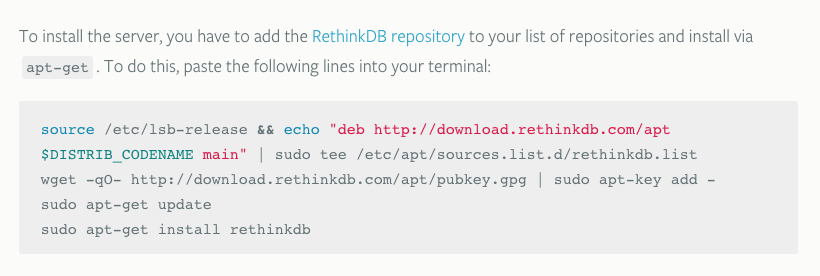 To install the server, you have to add the RethinkDB repository to your list of repositories and install via
apt-get . To do this, paste the following lines into your terminal:
source /etc/lsb-release && echo "deb http://download.rethinkdb.com/apt
$DISTRIB_CODENAME main" | sudo tee /etc/apt/sources.list.d/rethinkdb.list
wget -qO- http://download.rethinkdb.com/apt/pubkey.gpg | sudo apt-key add -
sudo apt-get update
sudo apt-get install rethinkdb